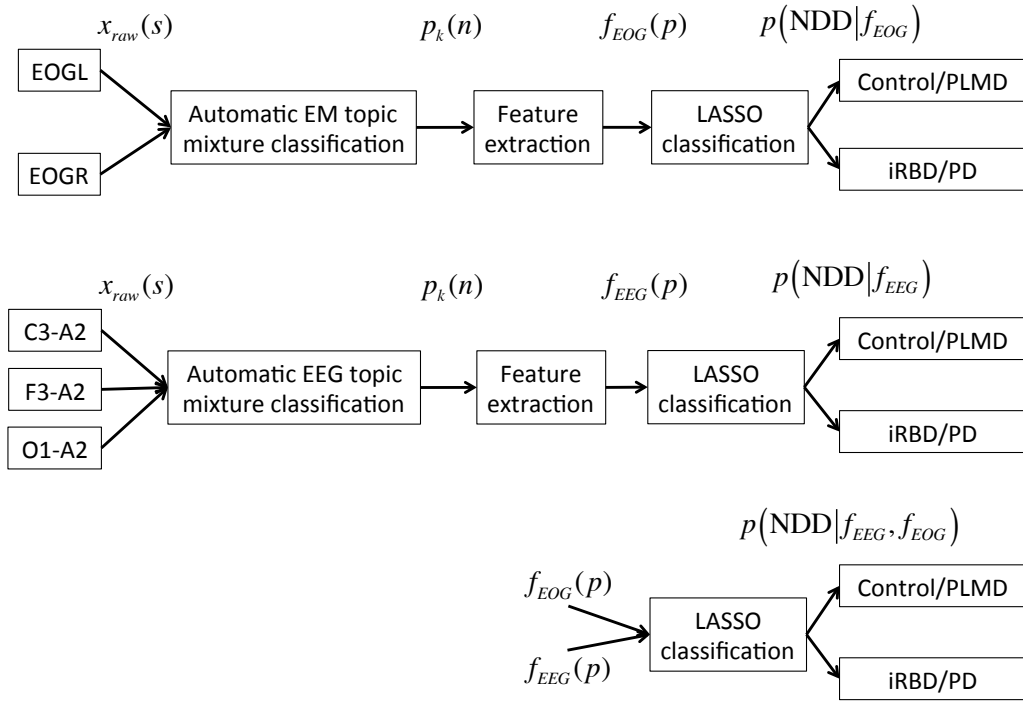 x_raw(s) p_k(n) f_EOG(p) p(NDD|f_EOG)
EOGL
EOGR
Automatic EM topic
mixture classification
Feature
extraction
LASSO
classification
Control/PLMD
iRBD/PD
x_raw(s) p_k(n) f_EEG(p) p(NDD|f_EEG)
C3-A2
F3-A2
O1-A2
Automatic EEG topic
mixture classification
Feature
extraction
LASSO
classification
Control/PLMD
iRBD/PD
p(NDD|f_EEG, f_EOG)
f_EOG(p)
f_EEG(p)
LASSO
classification
Control/PLMD
iRBD/PD